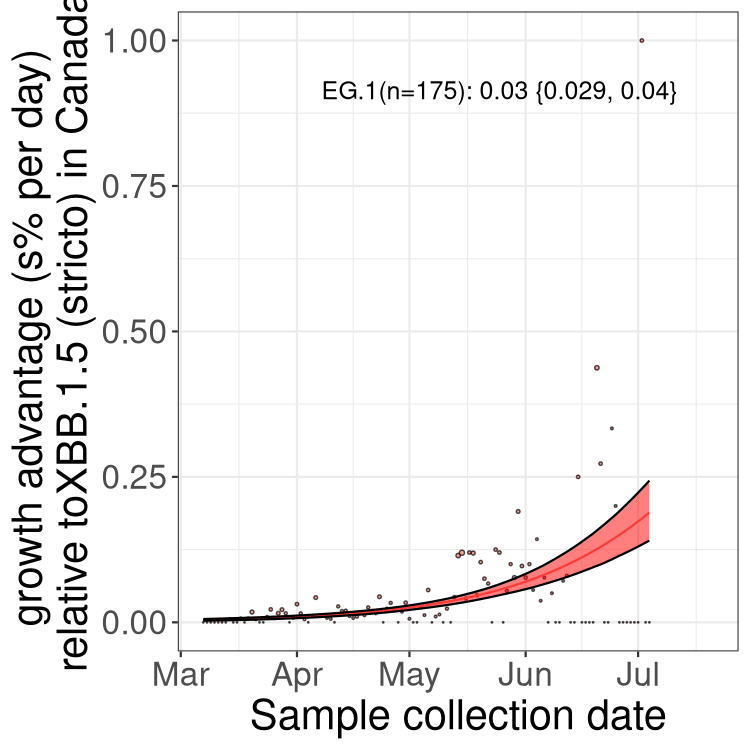 growth advantage (s% per day)
relative toXBB.1.5 (stricto) in Canada
1.00
0.75
0.50
0.25
0.00
EG.1(n=175): 0.03 {0.029, 0.04}
Mar Apr May Jun Jul
Sample collection date